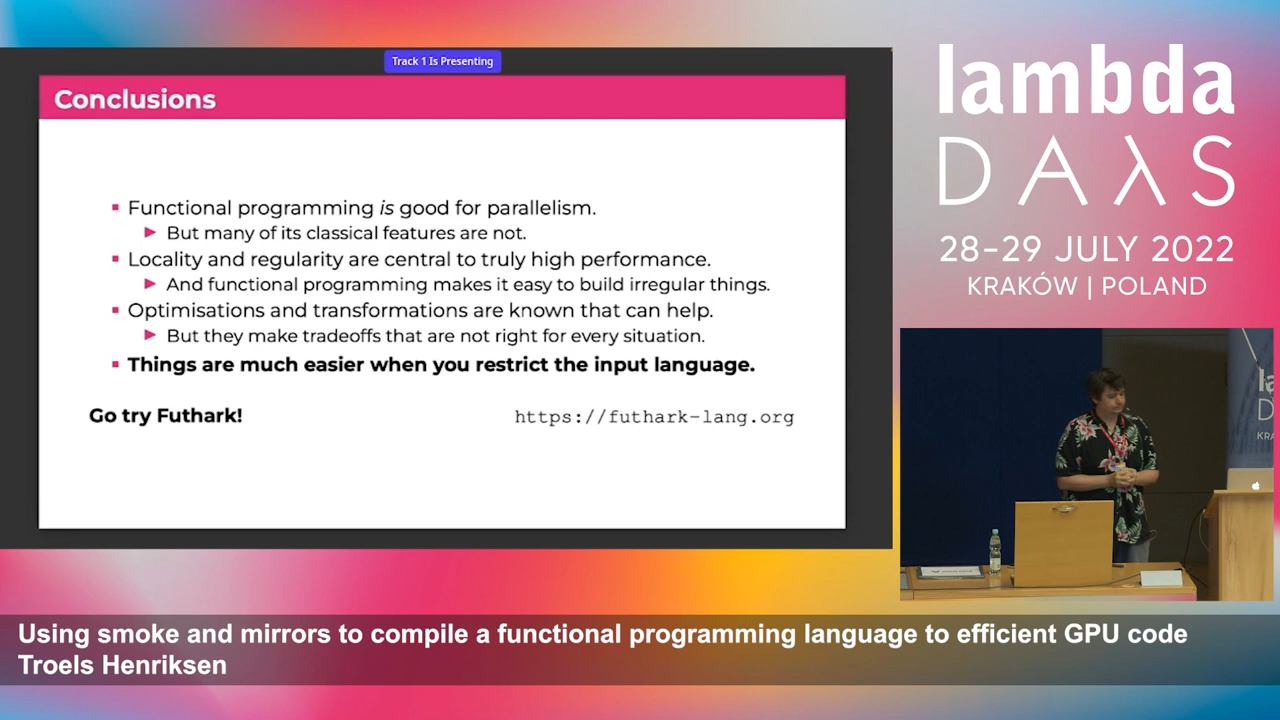 Track 1 Is Presenting
Conclusions
Functional programming is good for parallelism.
But many of its classical features are not.
Locality and regularity are central to truly high performance.
And functional programming makes it easy to build irregular things.
Optimisations and transformations are known that can help.
But they make tradeoffs that are not right for every situation.
Things are much easier when you restrict the input language.
Go try Futhark!
https://futhark-lang.org
lambda
DAλS
28–29 JULY 2022
KRAKÓW | POLAND
Using smoke and mirrors to compile a functional programming language to efficient GPU code
Troels Henriksen